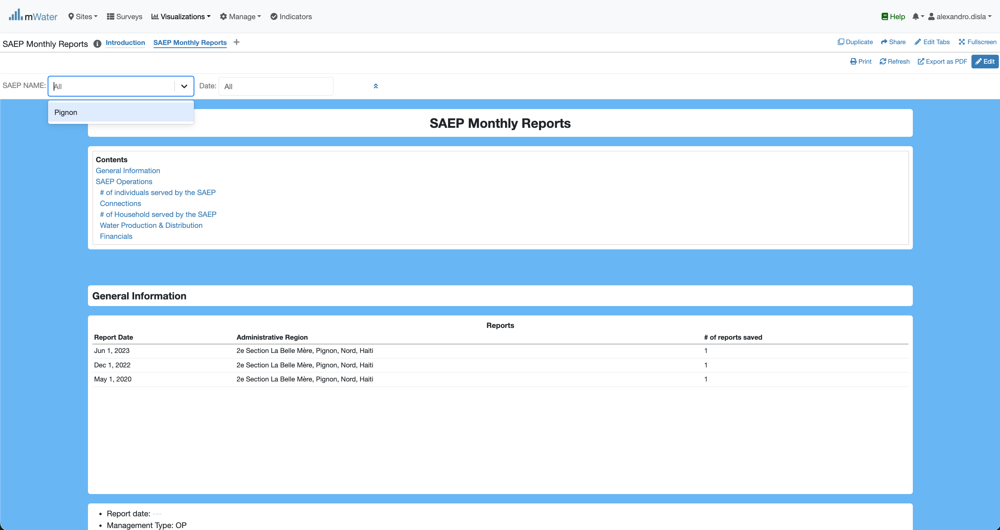 mWater Sites Surveys Visualizations Manage Indicators Help alexandro.disla
SAEP Monthly Reports Introduction SAEP Monthly Reports + Duplicate Share Edit Tabs Fullscreen
Print Refresh Export as PDF Edit
SAEP NAME: All Date: All
Pignon
SAEP Monthly Reports
Contents
General Information
SAEP Operations
# of individuals served by the SAEP
Connections
# of Household served by the SAEP
Water Production & Distribution
Financials
General Information
Reports
Report Date Administrative Region # of reports saved
Jun 1, 2023 2e Section La Belle Mère, Pignon, Nord, Haiti 1
Dec 1, 2022 2e Section La Belle Mère, Pignon, Nord, Haiti 1
May 1, 2020 2e Section La Belle Mère, Pignon, Nord, Haiti 1
• Report date: ---
• Management Type: OP